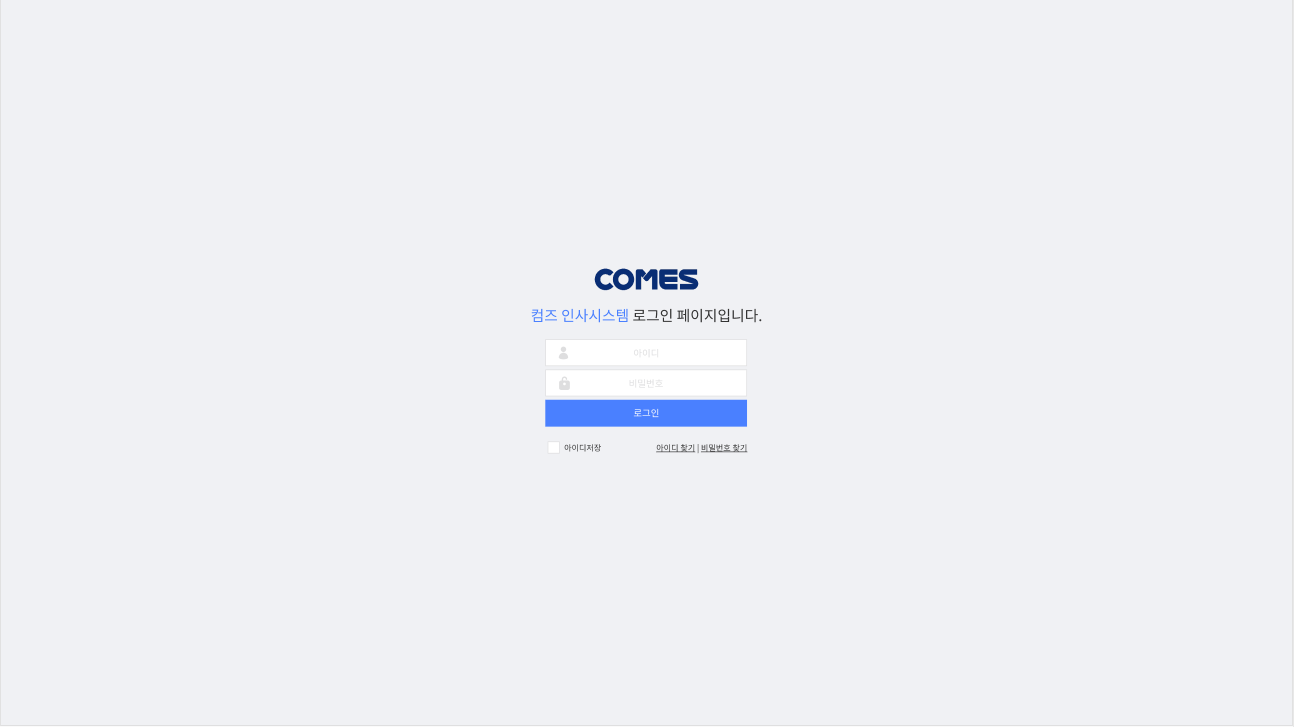 COMES
컴즈 인사시스템 로그인 페이지입니다.
아이디
비밀번호
로그인
아이디저장 아이디 찾기 | 비밀번호 찾기